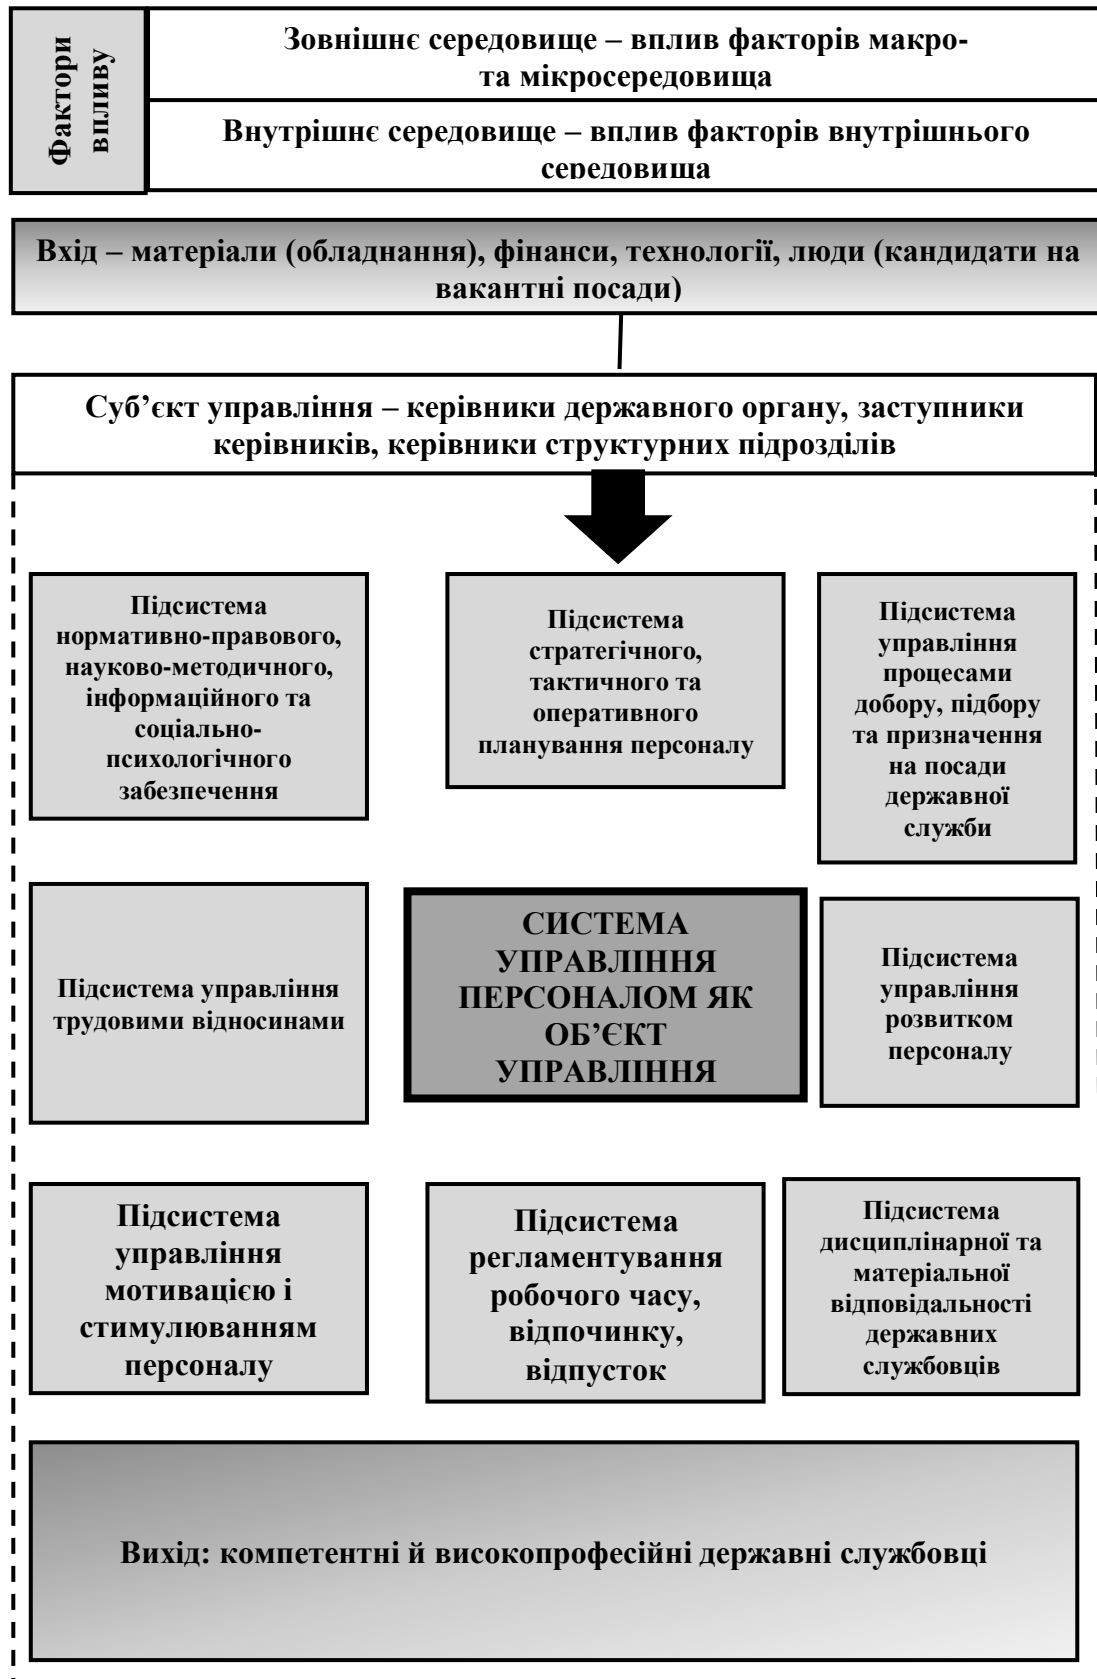 Фактори
впливу
Зовнішнє середовище – вплив факторів макро-
та мікросередовища
Внутрішнє середовище – вплив факторів внутрішнього
середовища
Вхід – матеріали (обладнання), фінанси, технології, люди (кандидати на
вакантні посади)
Суб’єкт управління – керівники державного органу, заступники
керівників, керівники структурних підрозділів
Підсистема
нормативно-правового,
науково-методичного,
інформаційного та
соціально-
психологічного
забезпечення
Підсистема
стратегічного,
тактичного та
оперативного
планування персоналу
Підсистема
управління
процесами
добору, підбору
та призначення
на посади
державної
служби
Підсистема управління
трудовими відносинами
СИСТЕМА
УПРАВЛІННЯ
ПЕРСОНАЛОМ ЯК
ОБ’ЄКТ
УПРАВЛІННЯ
Підсистема
управління
розвитком
персоналу
Підсистема
управління
мотивацією і
стимулюванням
персоналу
Підсистема
регламентування
робочого часу,
відпочинку,
відпусток
Підсистема
дисциплінарної та
матеріальної
відповідальності
державних
службовців
Вихід: компетентні й високопрофесійні державні службовці